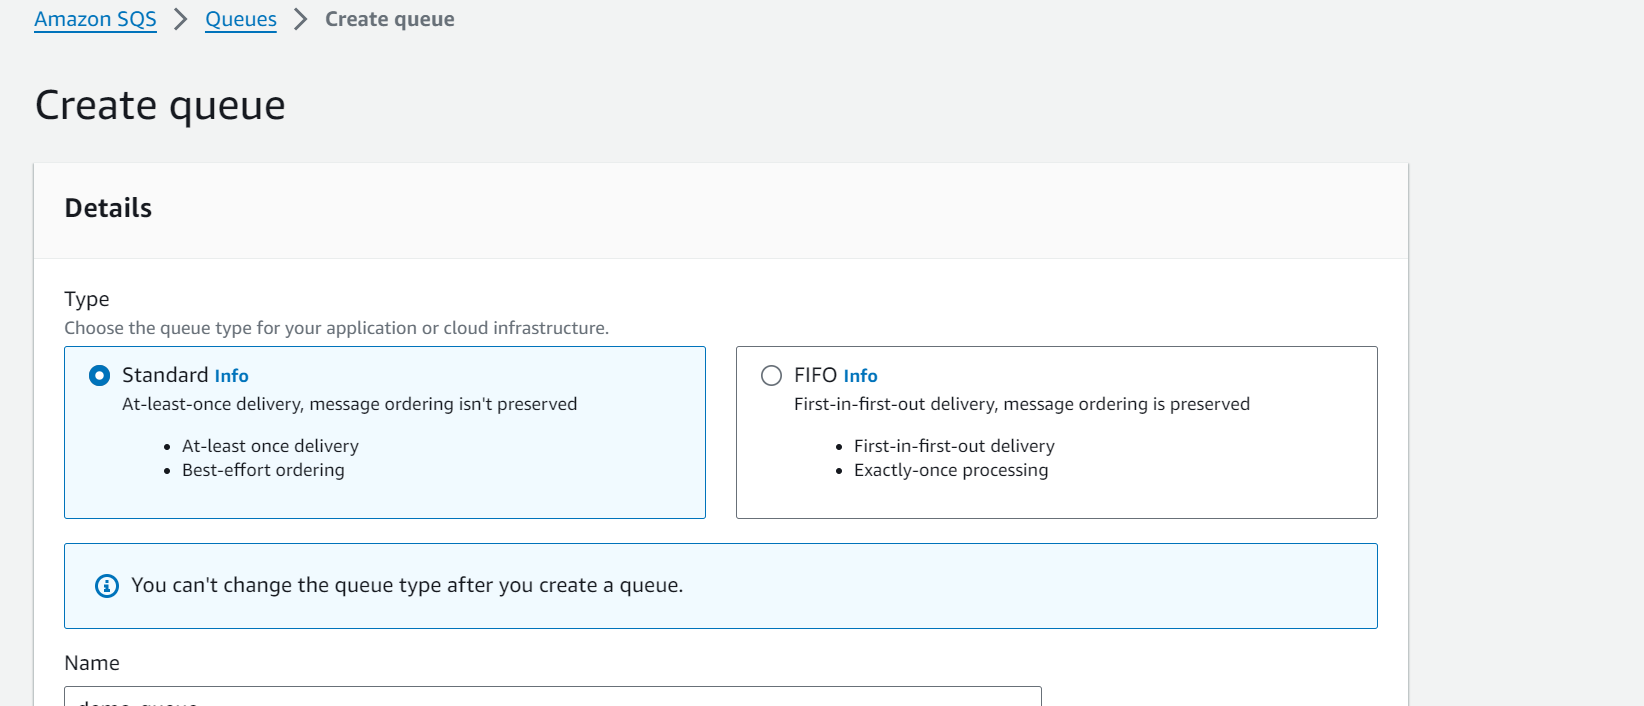 Amazon SQS > Queues > Create queue
Create queue
Details
Type
Choose the queue type for your application or cloud infrastructure.
Standard Info
At-least-once delivery, message ordering isn't preserved
• At-least once delivery
• Best-effort ordering
FIFO Info
First-in-first-out delivery, message ordering is preserved
• First-in-first-out delivery
• Exactly-once processing
You can't change the queue type after you create a queue.
Name